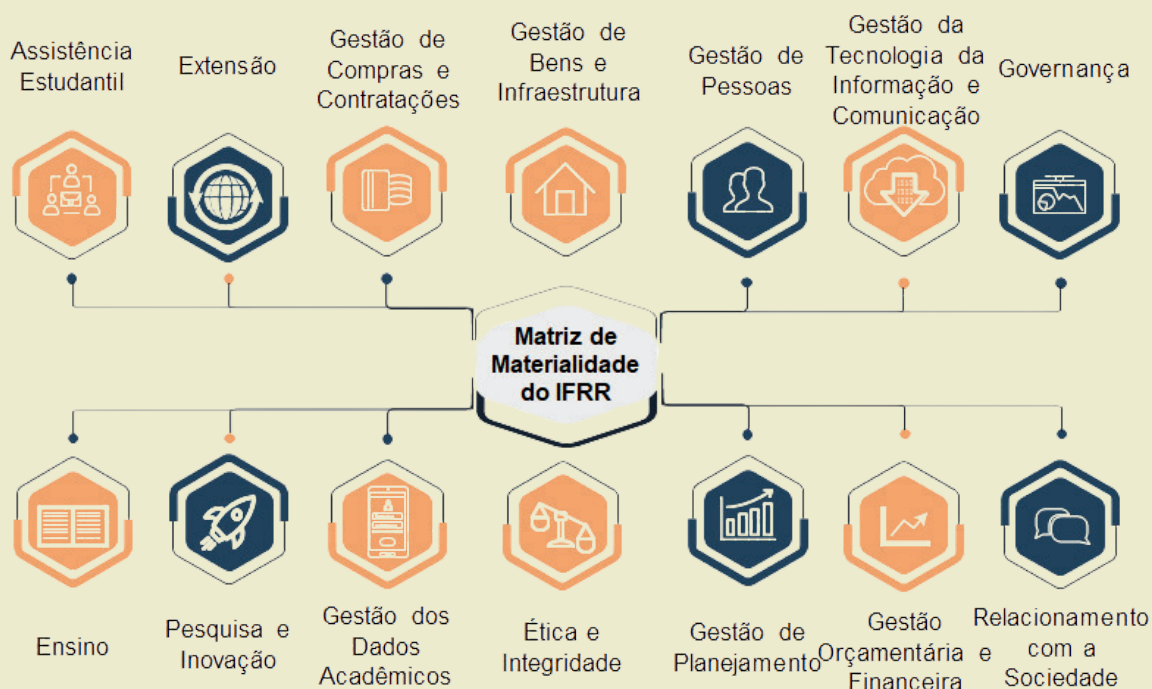 Assistência
Estudantil
Extensão
Gestão de
Compras e
Contratações
Gestão de
Bens e
Infraestrutura
Gestão de
Pessoas
Gestão da
Tecnologia da
Informação e
Comunicação
Governança
Matriz de
Materialidade
do IFRR
Ensino
Pesquisa e
Inovação
Gestão dos
Dados
Acadêmicos
Ética e
Integridade
Gestão de
Planejamento
Gestão
Orçamentária e
Financeira
Relacionamento
com a
Sociedade